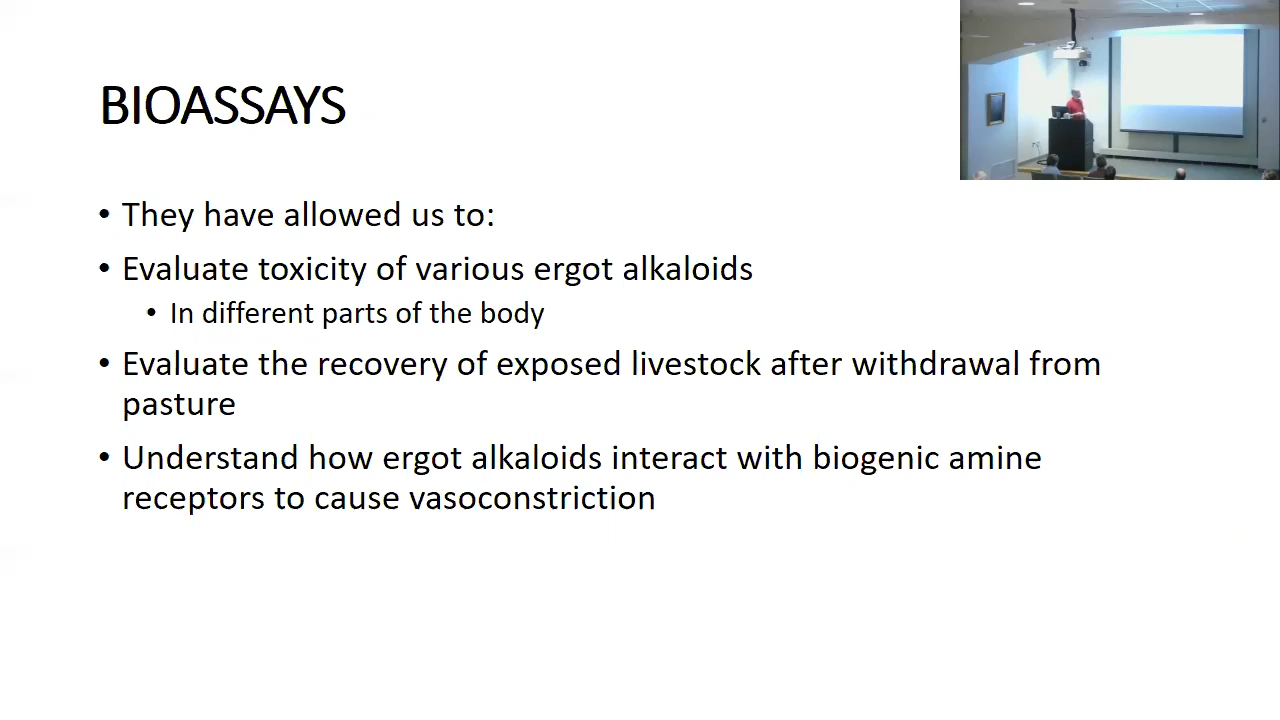 BIOASSAYS
• They have allowed us to:
• Evaluate toxicity of various ergot alkaloids
• In different parts of the body
• Evaluate the recovery of exposed livestock after withdrawal from
pasture
• Understand how ergot alkaloids interact with biogenic amine
receptors to cause vasoconstriction